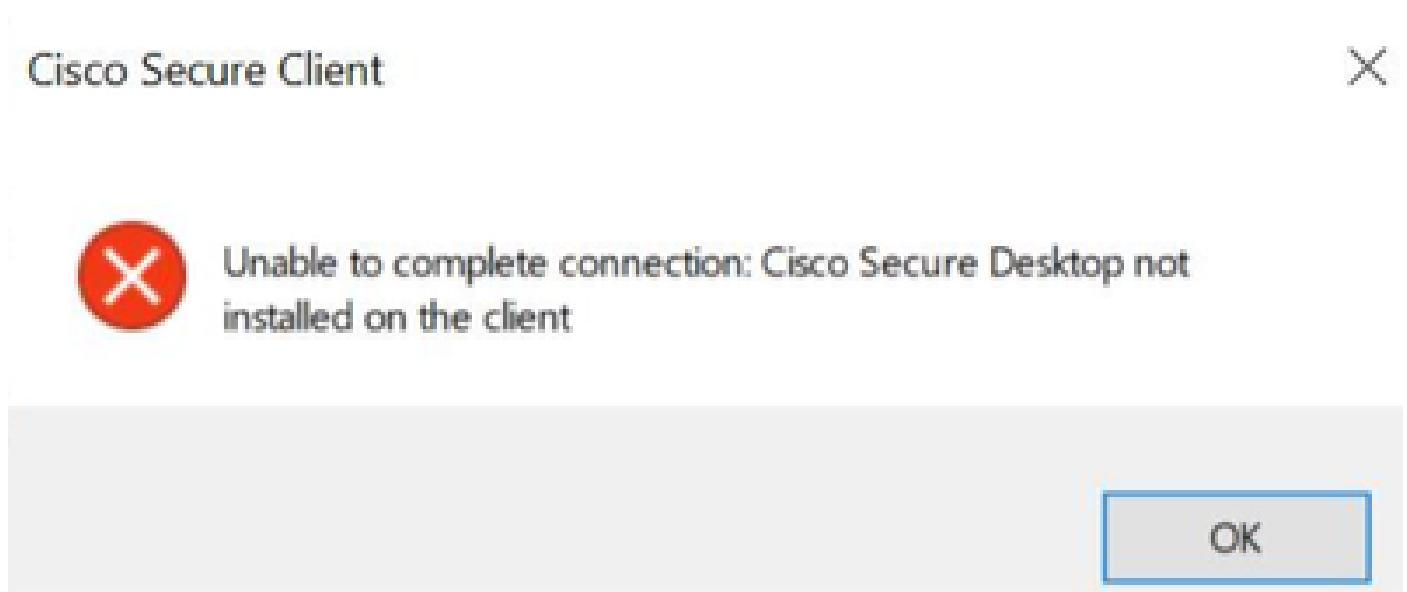 Cisco Secure Client
Unable to complete connection: Cisco Secure Desktop not
installed on the client
OK